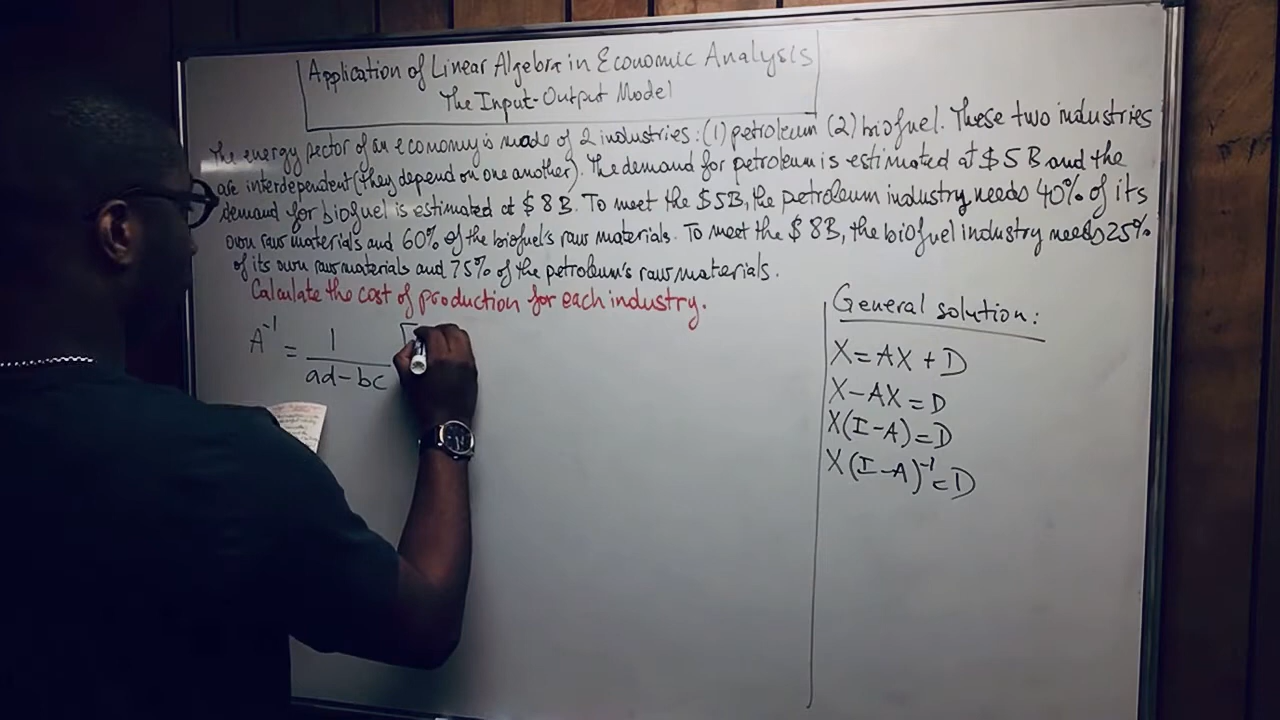 Application of Linear Algebra in Economic Analysis
The Input-Output Model
The energy sector of an economy is made of 2 industries: (1) petroleum (2) biofuel. These two industries
are interdependent (they depend on one another). The demand for petroleum is estimated at $5B and the
demand for biofuel is estimated at $8B. To meet the $5B, the petroleum industry needs 40% of its
own raw materials and 60% of the biofuel's raw materials. To meet the $8B, the biofuel industry needs 25%
of its own raw materials and 75% of the petroleum's raw materials.
Calculate the cost of production for each industry.
A⁻¹ = 1
ad-bc
General solution:
X=AX+D
X-AX=D
X(I-A)=D
X(I-A)⁻¹=D